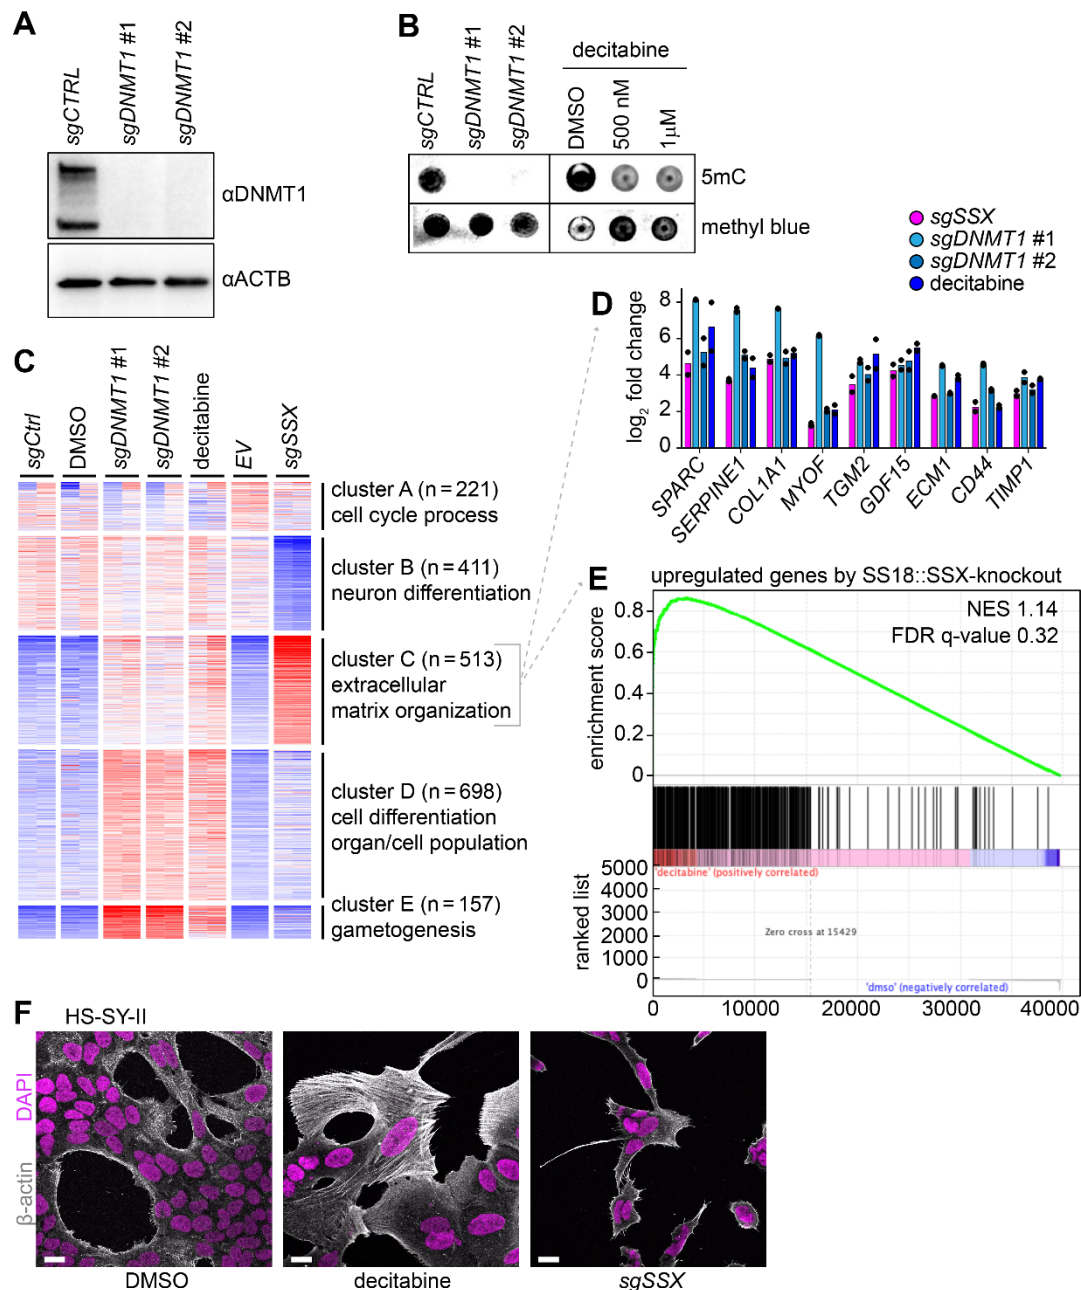 A
sgCTRL
sgDNMT1 #1
sgDNMT1 #2
αDNMT1
αACTB
B
sgCTRL
sgDNMT1 #1
sgDNMT1 #2
decitabine
DMSO
500 nM
1µM
5mC
methyl blue
sgSSX
sgDNMT1 #1
sgDNMT1 #2
decitabine
C
sgCtrl
DMSO
sgDNMT1 #1
sgDNMT1 #2
decitabine
EV
sgSSX
cluster A (n = 221)
cell cycle process
cluster B (n = 411)
neuron differentiation
cluster C (n = 513)
extracellular
matrix organization
cluster D (n = 698)
cell differentiation
organ/cell population
cluster E (n = 157)
gametogenesis
D
log2 fold change
8
6
4
2
0
SPARC
SERPINE1
COL1A1
MYOF
TGM2
GDF15
ECM1
CD44
TIMP1
E
upregulated genes by SS18::SSX-knockout
NES 1.14
FDR q-value 0.32
enrichment score
0.8
0.6
0.4
0.2
0
'decitabine' (positively correlated)
ranked list
5000
4000
3000
2000
1000
0
Zero cross at 15429
'dmso' (negatively correlated)
0
10000
20000
30000
40000
F
HS-SY-II
DAPI
β-actin
DMSO
decitabine
sgSSX